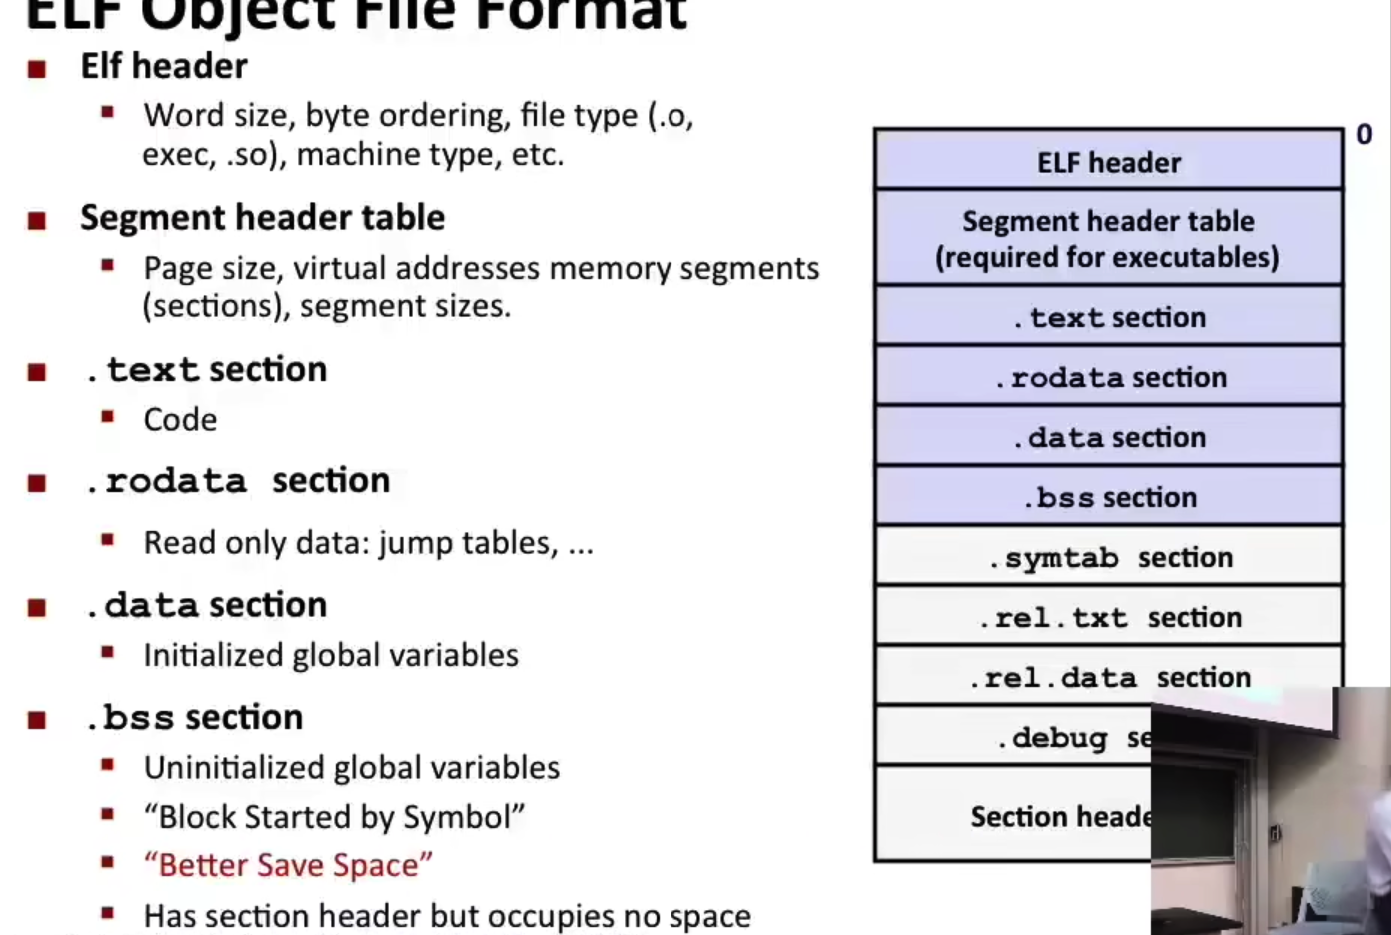 ELF Object File Format
Elf header
Word size, byte ordering, file type (.o,
exec, .so), machine type, etc.
Segment header table
Page size, virtual addresses memory segments
(sections), segment sizes.
.text section
Code
.rodata section
Read only data: jump tables, ...
.data section
Initialized global variables
.bss section
Uninitialized global variables
“Block Started by Symbol”
“Better Save Space”
Has section header but occupies no space
0
ELF header
Segment header table
(required for executables)
.text section
.rodata section
.data section
.bss section
.symtab section
.rel.txt section
.rel.data section
.debug se
Section heade